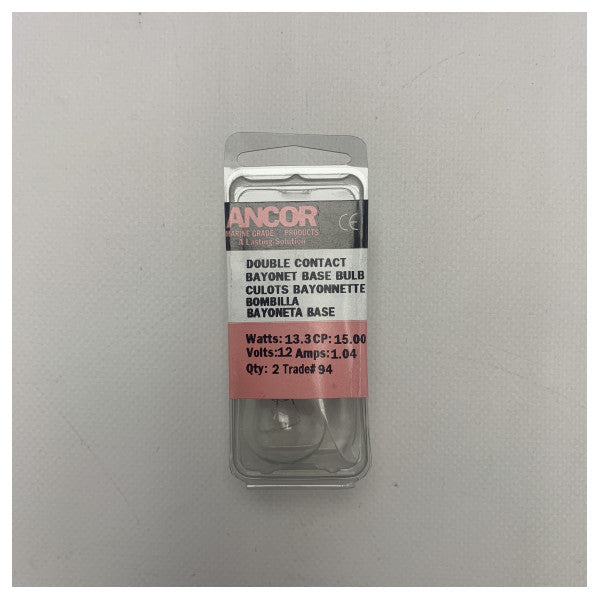 ANCOR
MARINE GRADE PRODUCTS
A Lasting Solution
CE
DOUBLE CONTACT
BAYONET BASE BULB
CULOTS BAYONNETTE
BOMBILLA
BAYONETA BASE
Watts: 13.3 CP: 15.00
Volts: 12 Amps: 1.04
Qty: 2 Trade# 94